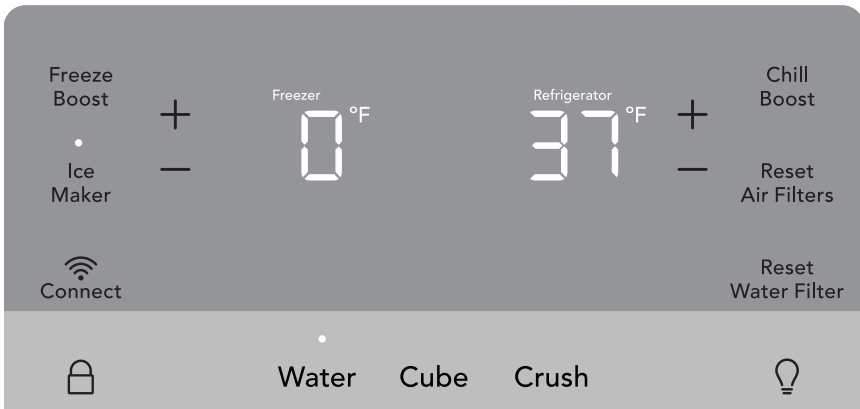 Freeze
Boost
Ice
Maker
Connect
+
−
Freezer
0 °F
Refrigerator
37 °F
+
−
Chill
Boost
Reset
Air Filters
Reset
Water Filter
Water Cube Crush